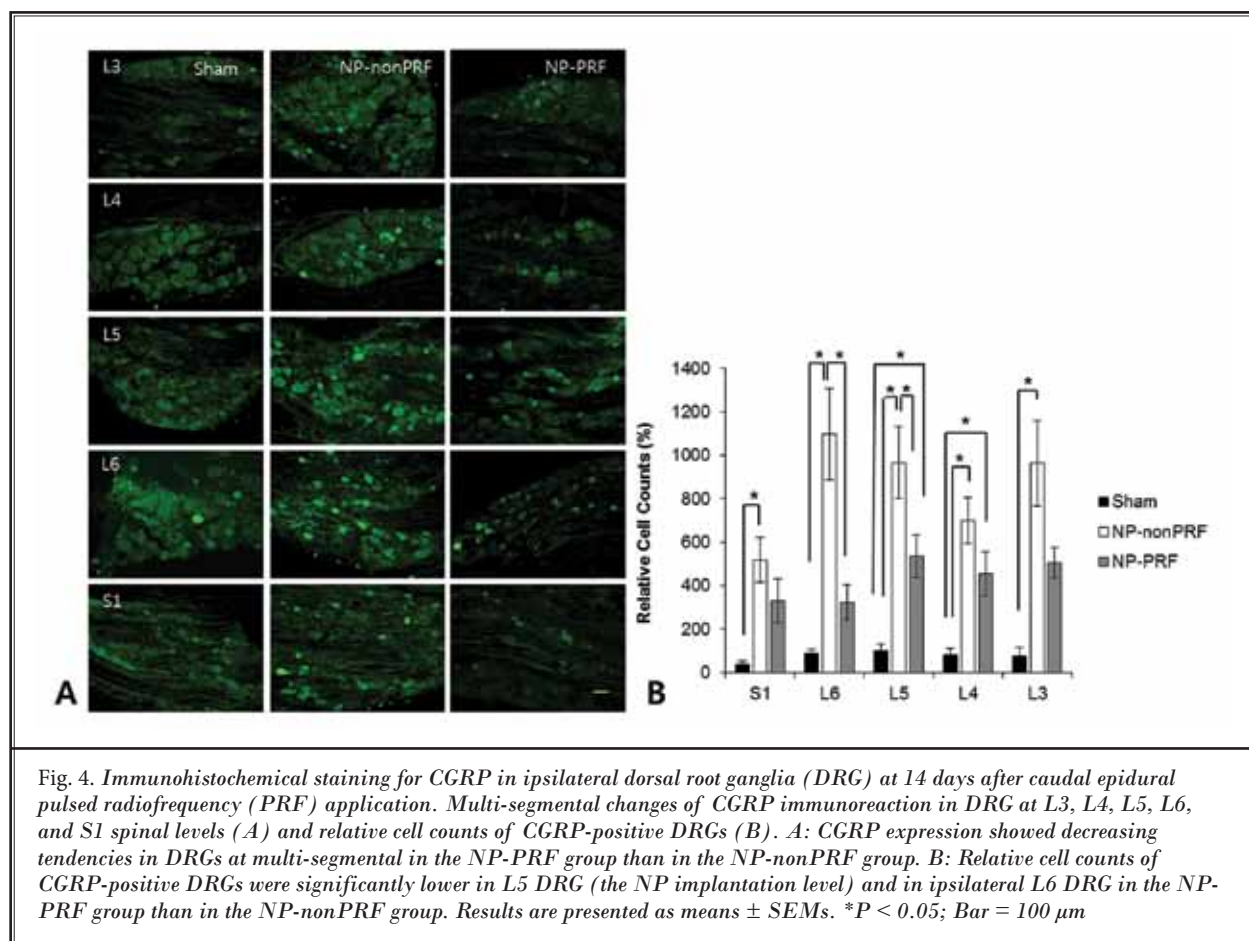 L3
Sham
NP-nonPRF
NP-PRF
L4
L5
L6
S1
A
Relative Cell Counts (%)
1400
1200
1000
800
600
400
200
0
* *
*
* *
*
*
*
*
S1 L6 L5 L4 L3
Sham
NP-nonPRF
NP-PRF
B
Fig. 4. Immunohistochemical staining for CGRP in ipsilateral dorsal root ganglia (DRG) at 14 days after caudal epidural
pulsed radiofrequency (PRF) application. Multi-segmental changes of CGRP immunoreaction in DRG at L3, L4, L5, L6,
and S1 spinal levels (A) and relative cell counts of CGRP-positive DRGs (B). A: CGRP expression showed decreasing
tendencies in DRGs at multi-segmental in the NP-PRF group than in the NP-nonPRF group. B: Relative cell counts of
CGRP-positive DRGs were significantly lower in L5 DRG (the NP implantation level) and in ipsilateral L6 DRG in the NP-
PRF group than in the NP-nonPRF group. Results are presented as means ± SEMs. *P < 0.05; Bar = 100 μm